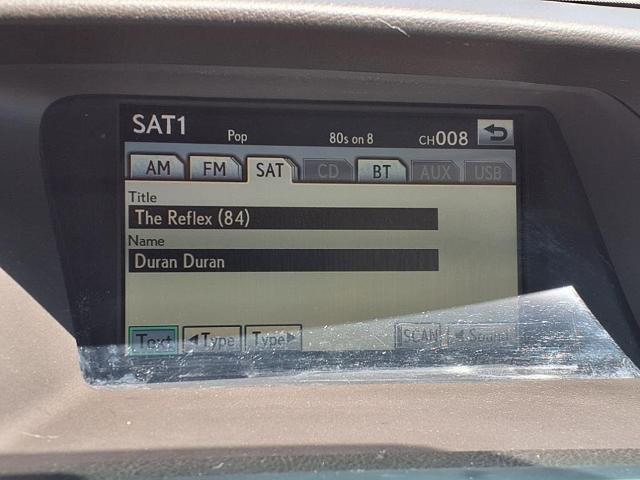 SAT1
Pop 80s on 8 CH008
AM FM SAT CD BT AUX USB
Title
The Reflex (84)
Name
Duran Duran
Text ◀Type Type▶ SCAN Sound